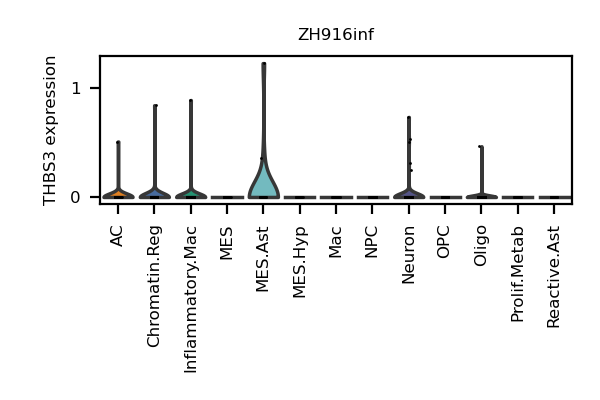 ZH916inf
THBS3 expression
1
0
AC
Chromatin.Reg
Inflammatory.Mac
MES
MES.Ast
MES.Hyp
Mac
NPC
Neuron
OPC
Oligo
Prolif.Metab
Reactive.Ast